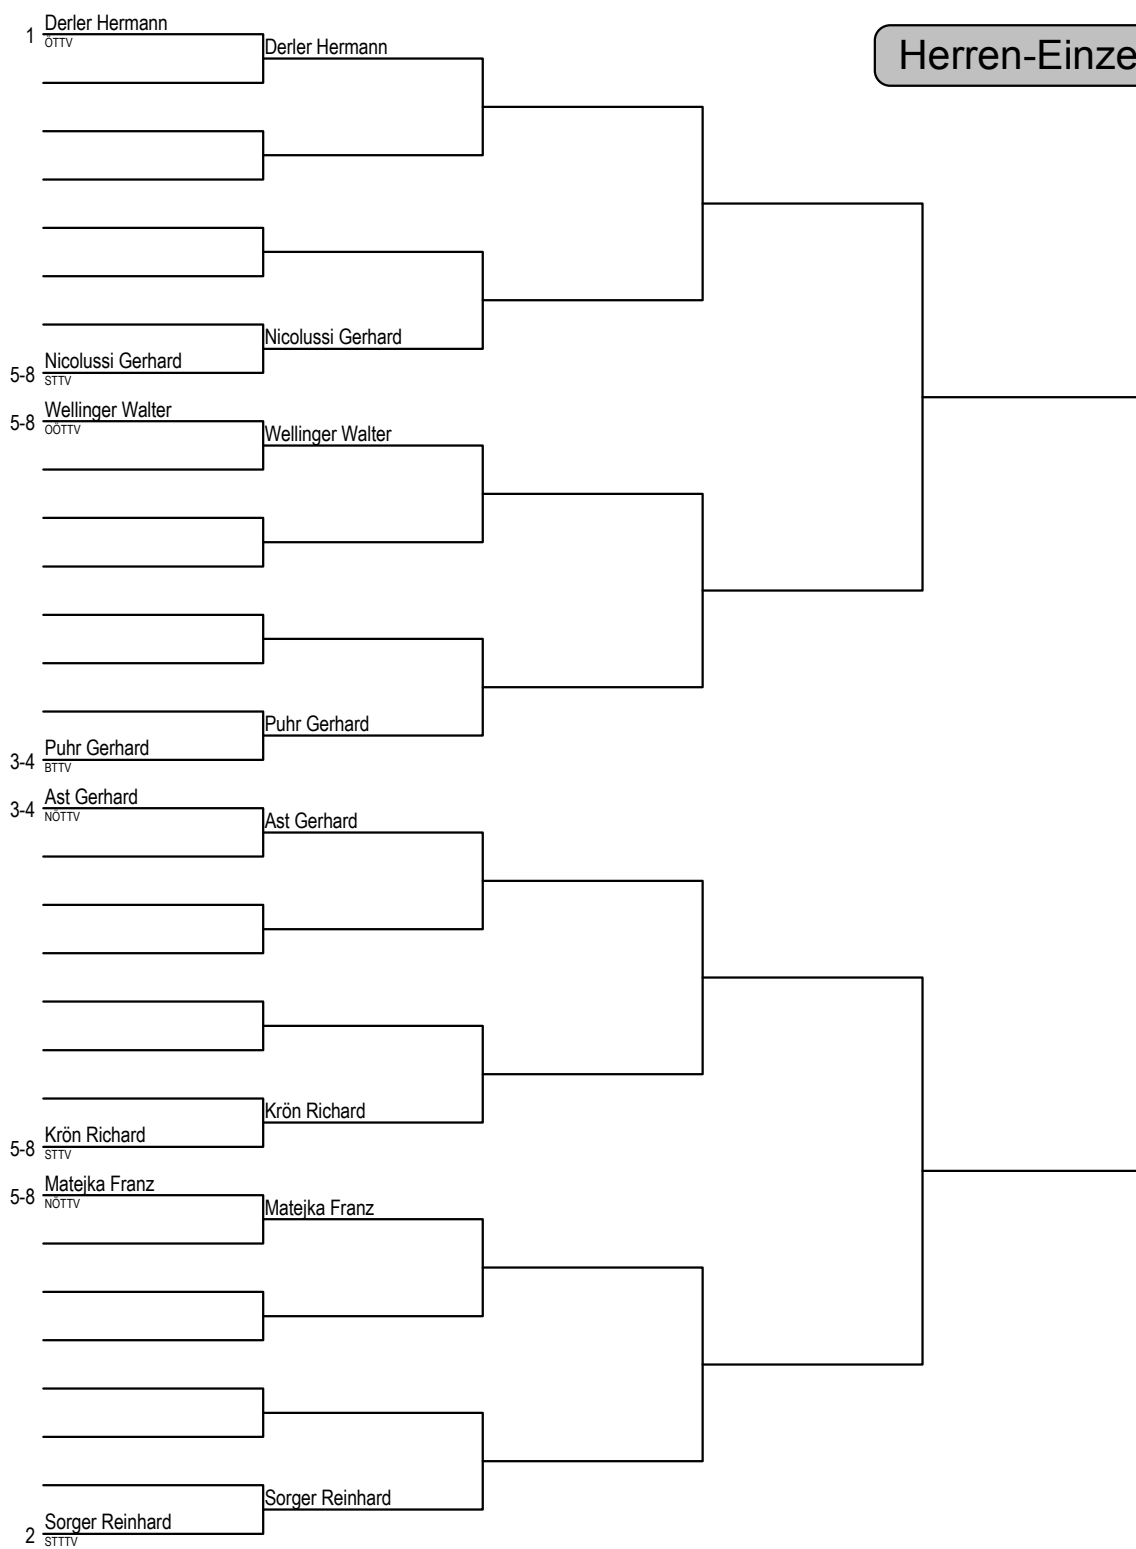 Herren-Einze
1 Derler Hermann
ÖTTV
Derler Hermann
Nicolussi Gerhard
5-8 Nicolussi Gerhard
STTV
5-8 Wellinger Walter
OÖTTV
Wellinger Walter
Puhr Gerhard
3-4 Puhr Gerhard
BTTV
3-4 Ast Gerhard
NÖTTV
Ast Gerhard
Krön Richard
5-8 Krön Richard
STTV
5-8 Matejka Franz
NÖTTV
Matejka Franz
Sorger Reinhard
2 Sorger Reinhard
STTTV